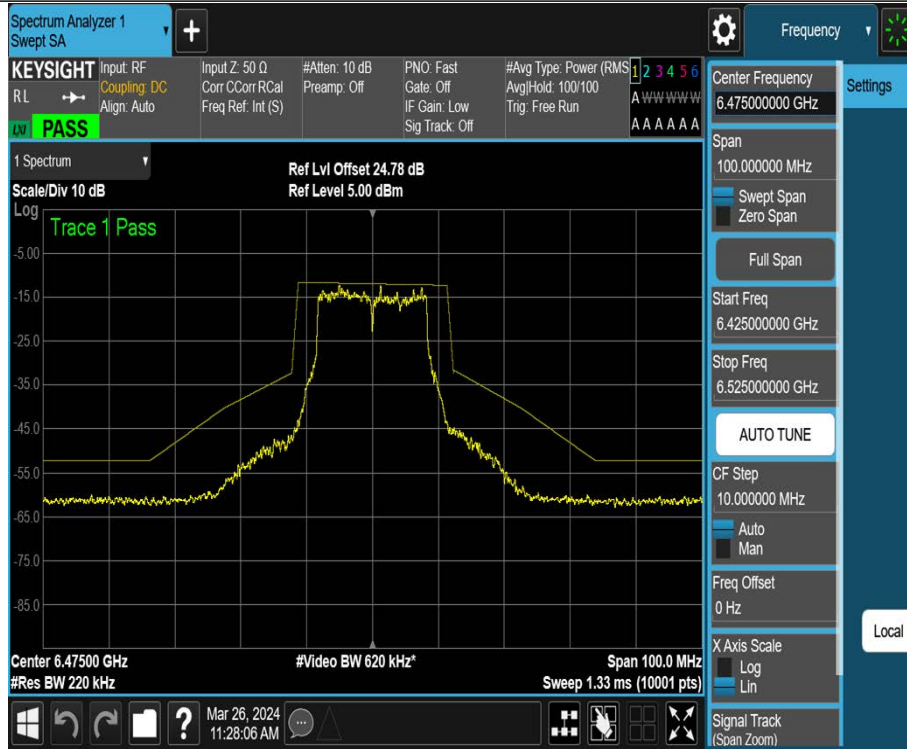 Spectrum Analyzer 1
Swept SA
Frequency
KEYSIGHT
Input: RF
Coupling: DC
Align: Auto
Input Z: 50 Ω
Corr CCorr RCal
Freq Ref: Int (S)
#Atten: 10 dB
Preamp: Off
PNO: Fast
Gate: Off
IF Gain: Low
Sig Track: Off
#Avg Type: Power (RMS
Avg|Hold: 100/100
Trig: Free Run
1 2 3 4 5 6
A W W W W W
A A A A A A
R L
LXI
PASS
Center Frequency
6.475000000 GHz
Settings
Span
100.000000 MHz
Swept Span
Zero Span
Full Span
Start Freq
6.425000000 GHz
Stop Freq
6.525000000 GHz
AUTO TUNE
CF Step
10.000000 MHz
Auto
Man
Freq Offset
0 Hz
X Axis Scale
Log
Lin
Signal Track
(Span Zoom)
Local
1 Spectrum
Scale/Div 10 dB
Ref Lvl Offset 24.78 dB
Ref Level 5.00 dBm
Log
Trace 1 Pass
-5.00
-15.0
-25.0
-35.0
-45.0
-55.0
-65.0
-75.0
-85.0
Center 6.47500 GHz
#Video BW 620 kHz*
Span 100.0 MHz
#Res BW 220 kHz
Sweep 1.33 ms (10001 pts)
Mar 26, 2024
11:28:06 AM